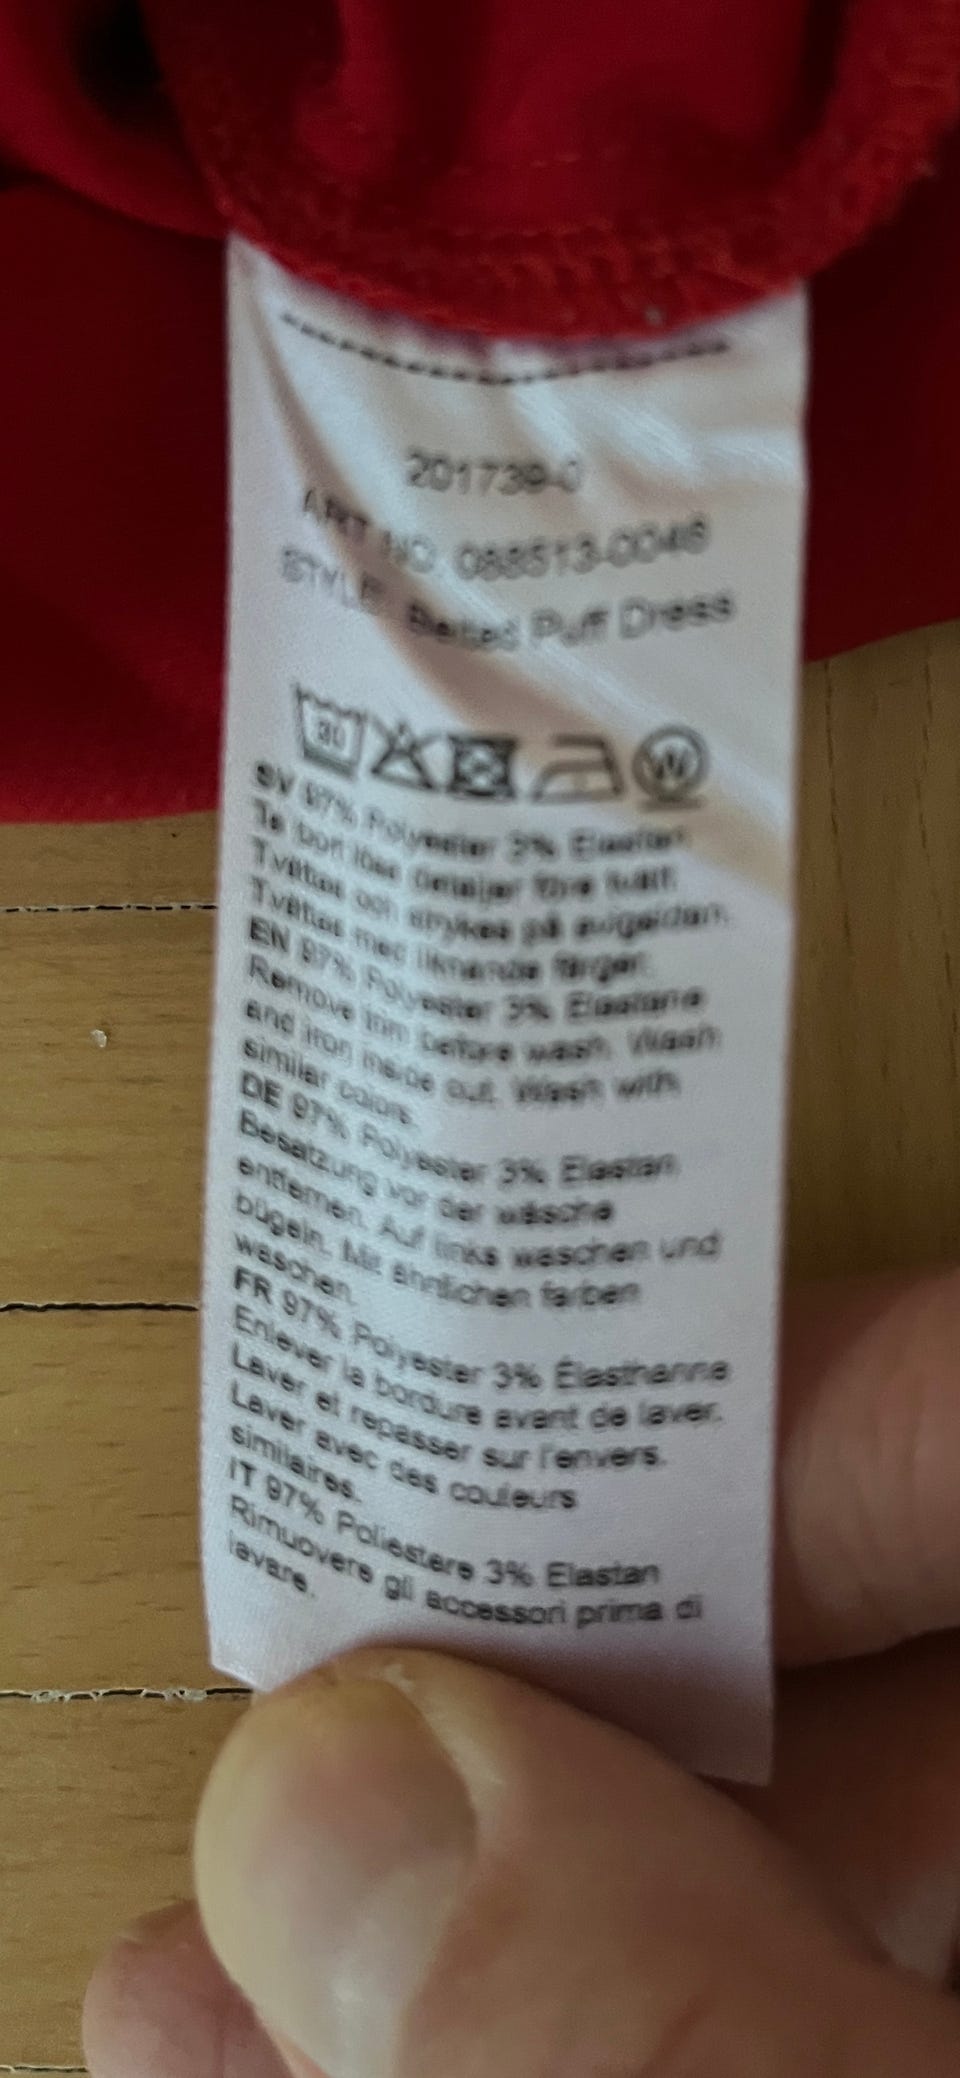 201739-0
ART NO. 088513-0046
STYLE: Belted Puff Dress
30 W
SV 97% Polyester 3% Elastan
Ta bort lösa detaljer före tvätt.
Tvättas och strykes på avigsidan.
Tvättas med liknande färger.
EN 97% Polyester 3% Elastane
Remove trim before wash. Wash
and iron inside out. Wash with
similar colors.
DE 97% Polyester 3% Elastan
Besatzung vor der wäsche
entfernen. Auf links waschen und
bügeln. Mit ähnlichen farben
waschen.
FR 97% Polyester 3% Élasthanne
Enlever la bordure avant de laver.
Laver et repasser sur l'envers.
Laver avec des couleurs
similaires.
IT 97% Poliestere 3% Elastan
Rimuovere gli accessori prima di
lavare.